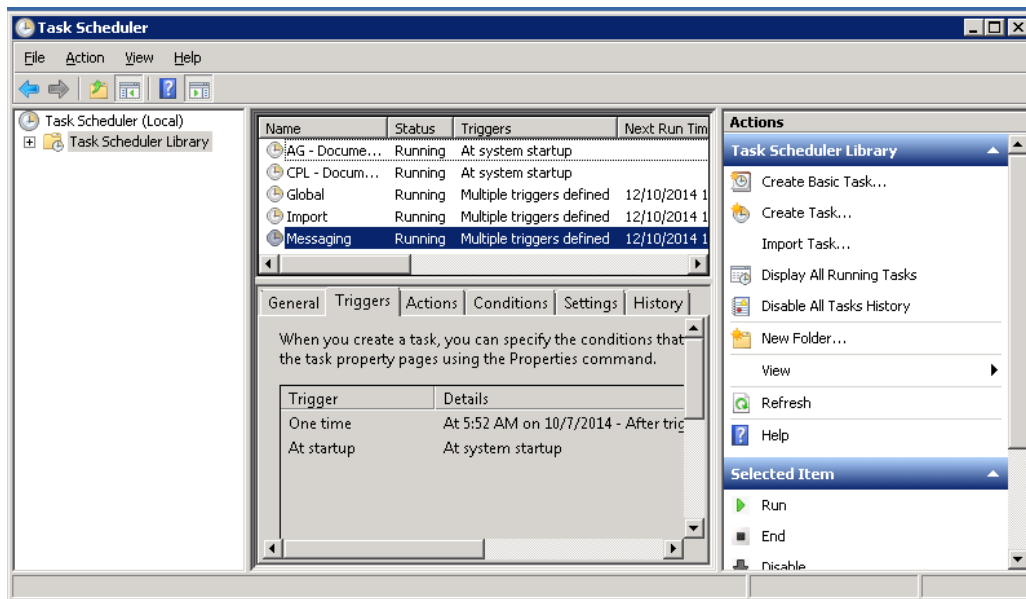 Task Scheduler
File Action View Help
Task Scheduler (Local)
Task Scheduler Library
Name Status Triggers Next Run Tim
AG - Docume... Running At system startup
CPL - Docum... Running At system startup
Global Running Multiple triggers defined 12/10/2014 1
Import Running Multiple triggers defined 12/10/2014 1
Messaging Running Multiple triggers defined 12/10/2014 1
General Triggers Actions Conditions Settings History
When you create a task, you can specify the conditions that
the task property pages using the Properties command.
Trigger Details
One time At 5:52 AM on 10/7/2014 - After trig
At startup At system startup
Actions
Task Scheduler Library
Create Basic Task...
Create Task...
Import Task...
Display All Running Tasks
Disable All Tasks History
New Folder...
View
Refresh
Help
Selected Item
Run
End
Disable